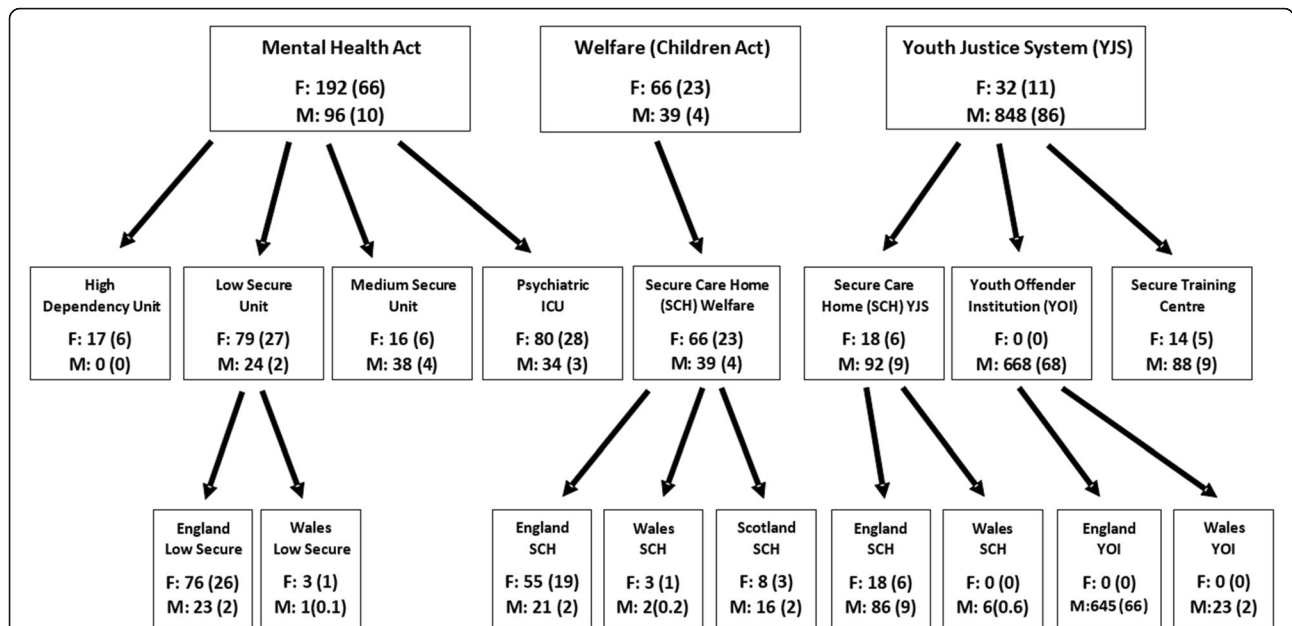 Mental Health Act
F: 192 (66)
M: 96 (10)
Welfare (Children Act)
F: 66 (23)
M: 39 (4)
Youth Justice System (YJS)
F: 32 (11)
M: 848 (86)
High
Dependency Unit
F: 17 (6)
M: 0 (0)
Low Secure
Unit
F: 79 (27)
M: 24 (2)
Medium Secure
Unit
F: 16 (6)
M: 38 (4)
Psychiatric
ICU
F: 80 (28)
M: 34 (3)
Secure Care Home
(SCH) Welfare
F: 66 (23)
M: 39 (4)
Secure Care
Home (SCH) YJS
F: 18 (6)
M: 92 (9)
Youth Offender
Institution (YOI)
F: 0 (0)
M: 668 (68)
Secure Training
Centre
F: 14 (5)
M: 88 (9)
England
Low Secure
F: 76 (26)
M: 23 (2)
Wales
Low Secure
F: 3 (1)
M: 1(0.1)
England
SCH
F: 55 (19)
M: 21 (2)
Wales
SCH
F: 3 (1)
M: 2(0.2)
Scotland
SCH
F: 8 (3)
M: 16 (2)
England
SCH
F: 18 (6)
M: 86 (9)
Wales
SCH
F: 0 (0)
M: 6(0.6)
England
YOI
F: 0 (0)
M:645 (66)
Wales
YOI
F: 0 (0)
M:23 (2)